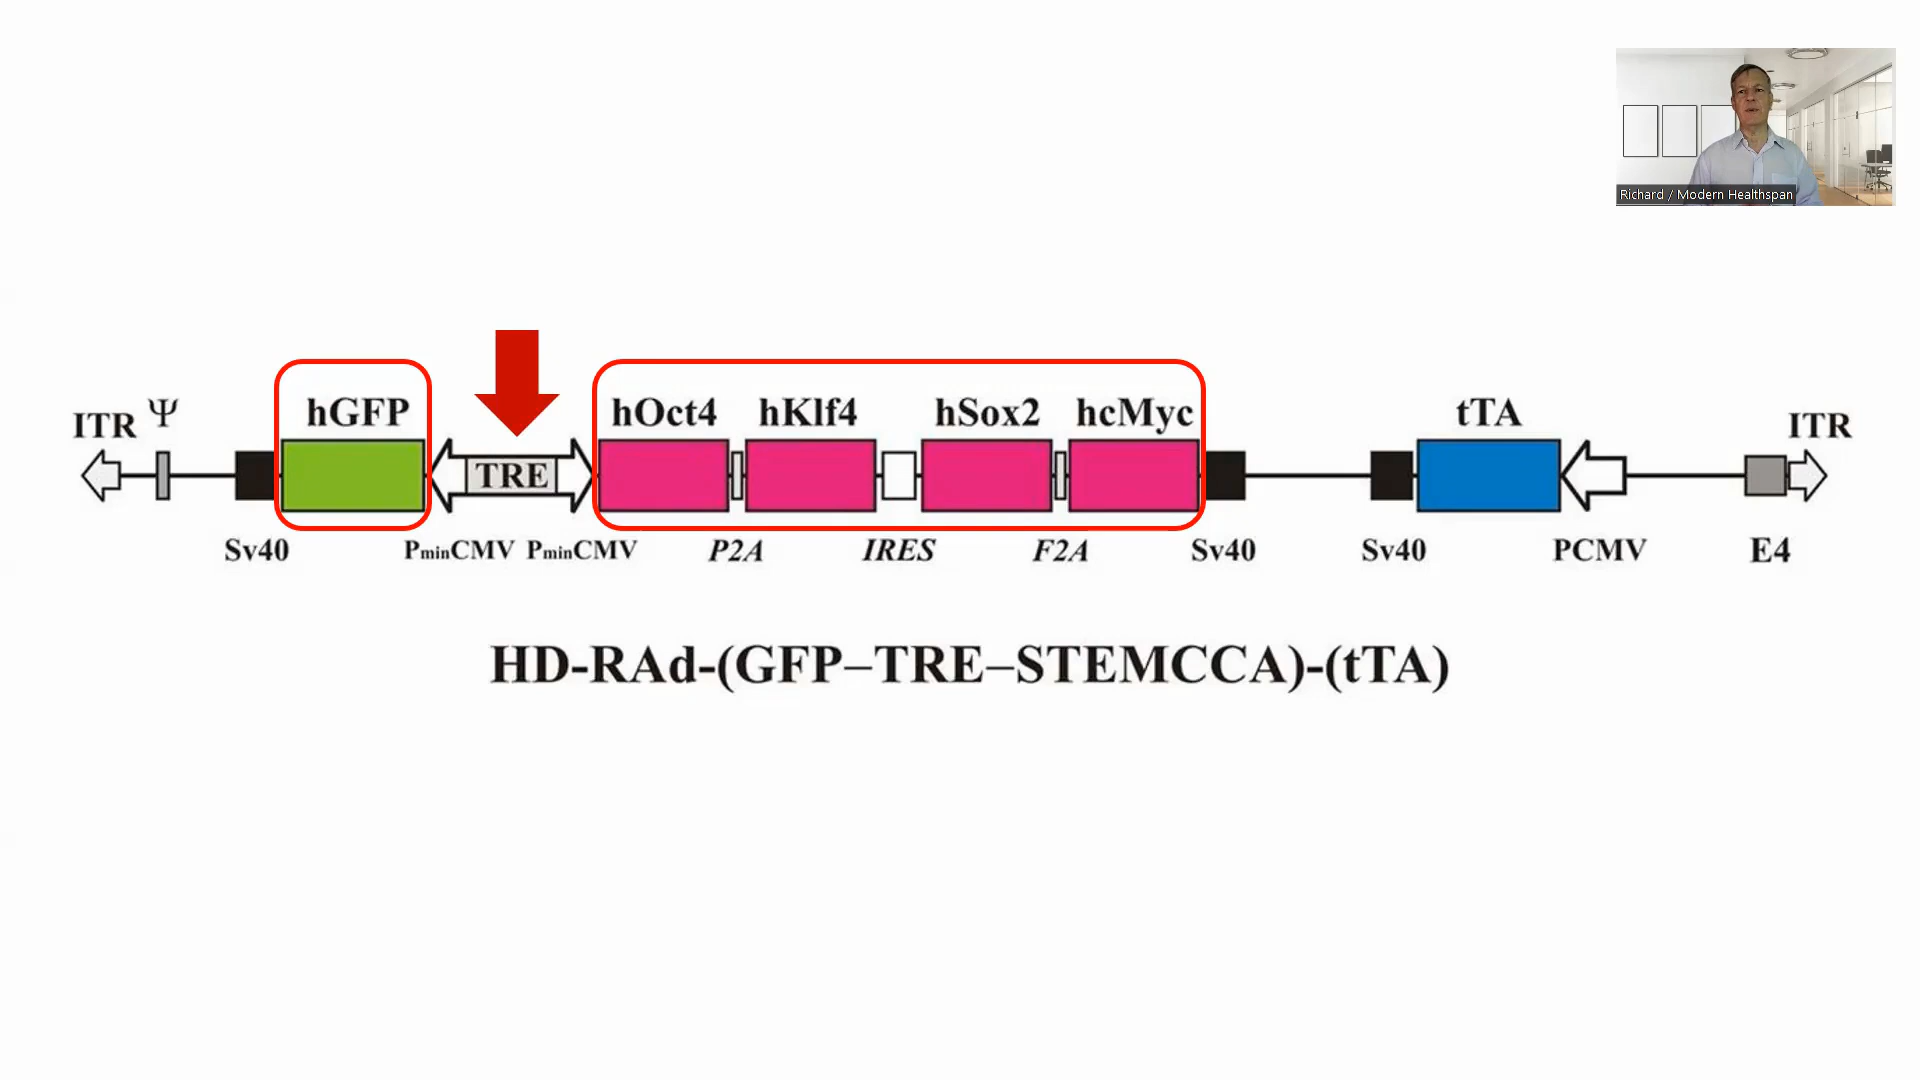 Richard / Modern Healthspan
ITR Ψ hGFP hOct4 hKlf4 hSox2 hcMyc tTA ITR
TRE
Sv40 PminCMV PminCMV P2A IRES F2A Sv40 Sv40 PCMV E4
HD-RAd-(GFP–TRE–STEMCCA)-(tTA)